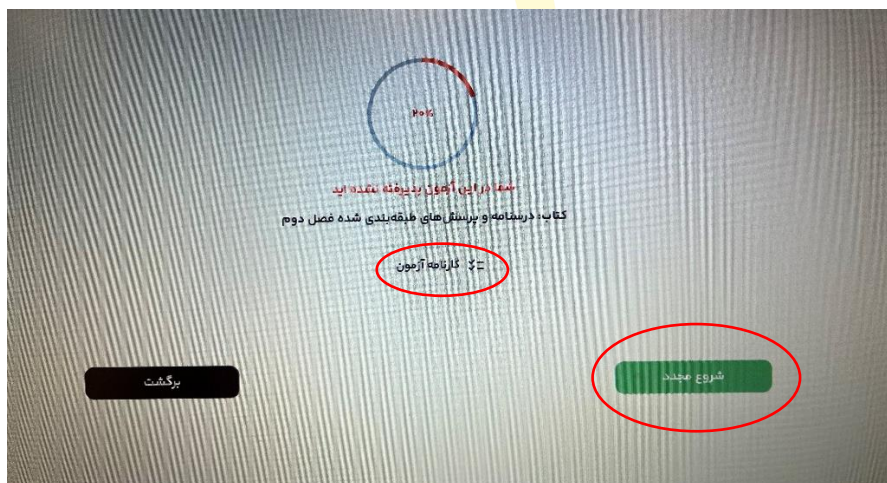 ۲۰%
شما در این آزمون پذیرفته نشده اید
کتاب: درسنامه و پرسش‌های طبقه‌بندی شده فصل دوم
کارنامه آزمون
شروع مجدد
برگشت